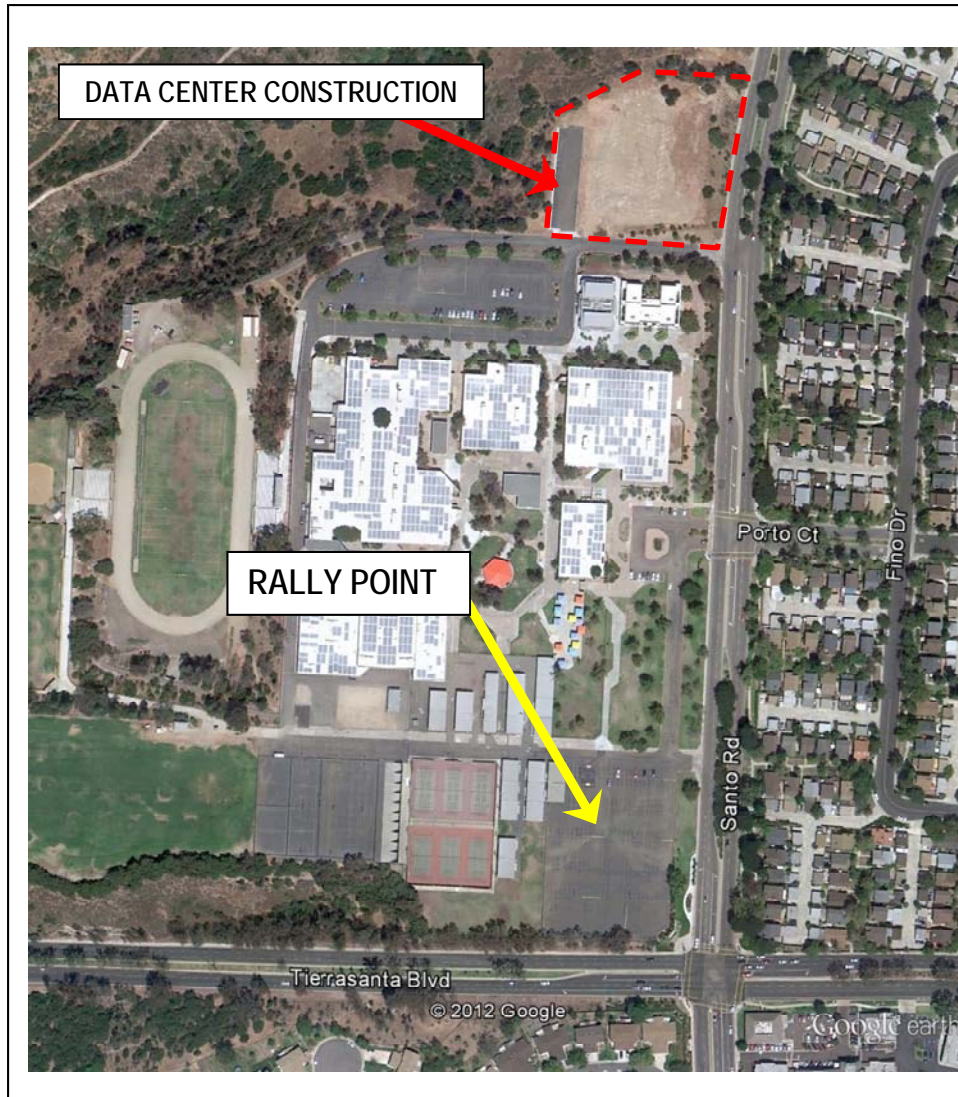 DATA CENTER CONSTRUCTION
Porto Ct
Fino Dr
RALLY POINT
Santo Rd
Tierrasanta Blvd
© 2012 Google
Google earth